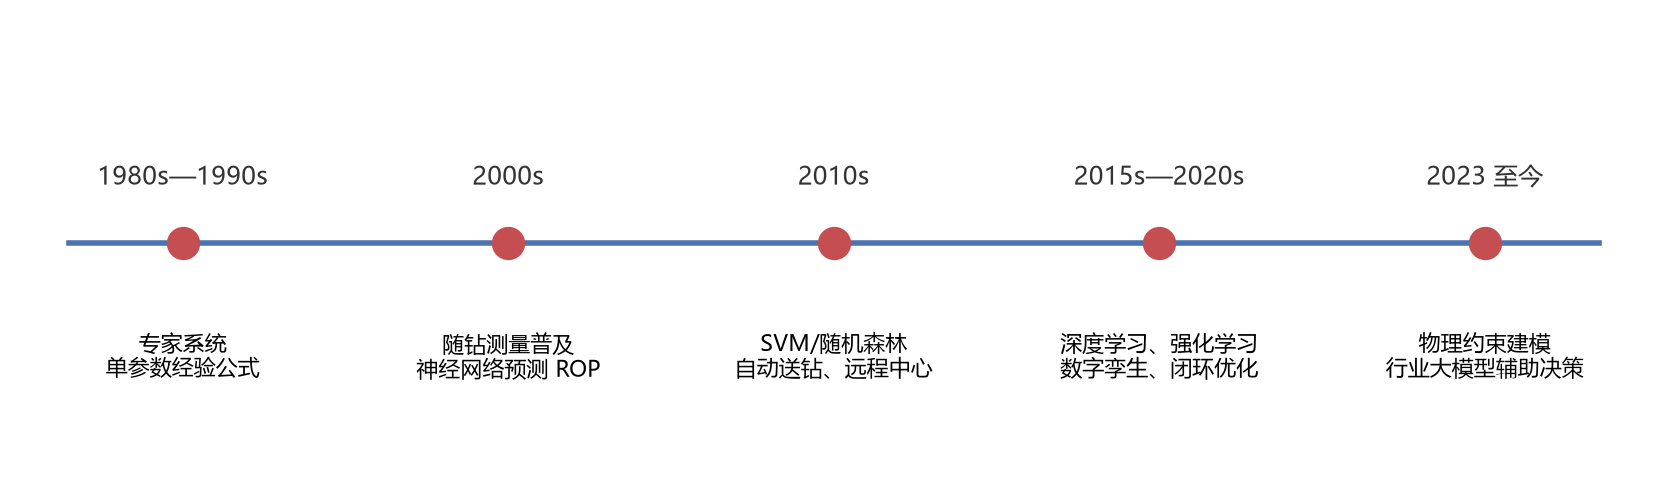 1980s—1990s
2000s
2010s
2015s—2020s
2023 至今
专家系统
单参数经验公式
随钻测量普及
神经网络预测 ROP
SVM/随机森林
自动送钻、远程中心
深度学习、强化学习
数字孪生、闭环优化
物理约束建模
行业大模型辅助决策